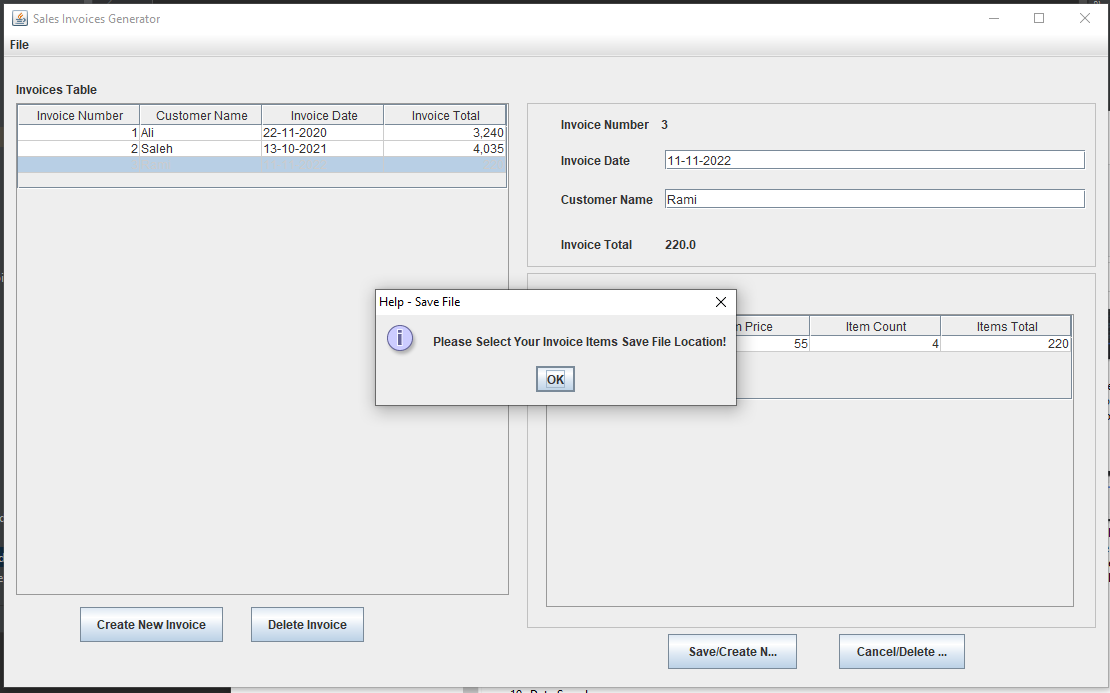 Sales Invoices Generator
File
Invoices Table
Invoice Number Customer Name Invoice Date Invoice Total
1 Ali 22-11-2020 3,240
2 Saleh 13-10-2021 4,035
Invoice Number 3
Invoice Date 11-11-2022
Customer Name Rami
Invoice Total 220.0
Help - Save File
Please Select Your Invoice Items Save File Location!
OK
Price Item Count Items Total
55 4 220
Create New Invoice
Delete Invoice
Save/Create N...
Cancel/Delete ...